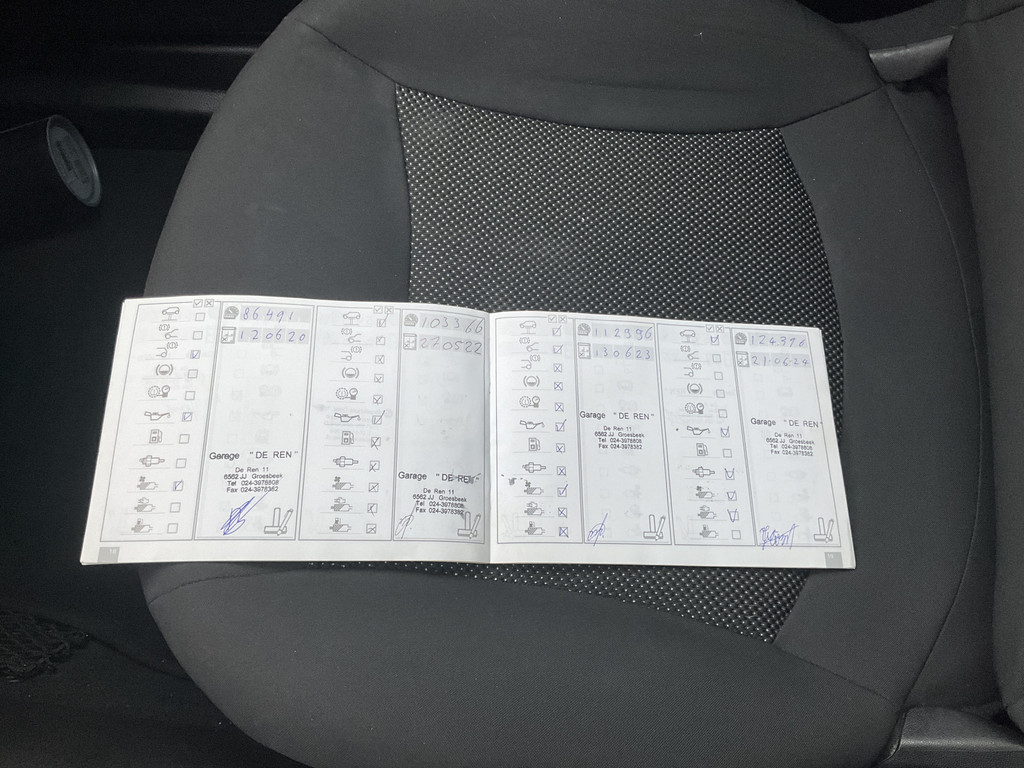 86491
120620
Garage "DE REN"
De Ren 11
6562 JJ Groesbeek
Tel 024-3978808
Fax 024-3978362
103366
270522
Garage "DE REN"
De Ren 11
6562 JJ Groesbeek
Tel 024-3978808
Fax 024-3978362
112996
130623
Garage "DE REN"
De Ren 11
6562 JJ Groesbeek
Tel 024-3978808
Fax 024-3978362
124396
21-06-24
Garage "DE REN"
De Ren 11
6562 JJ Groesbeek
Tel 024-3978808
Fax 024-3978362
18
19